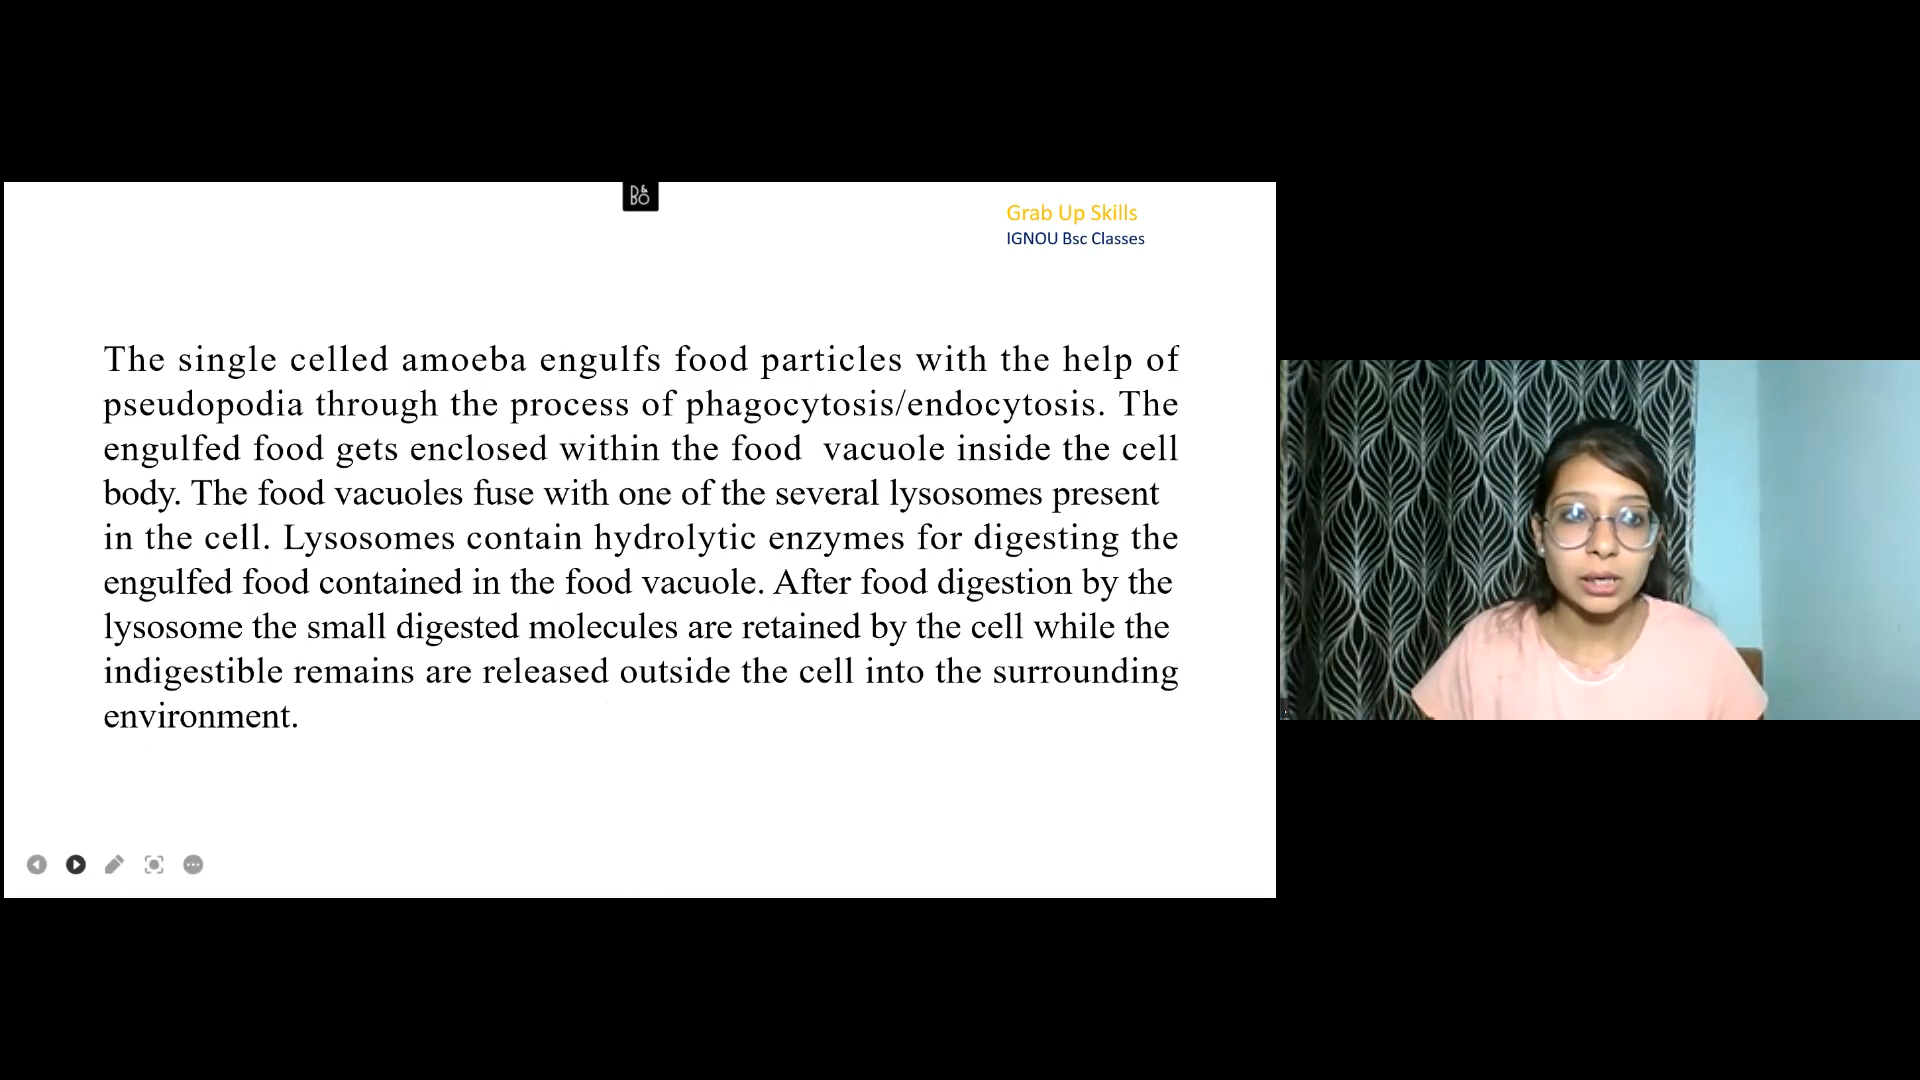 B&
BO
Grab Up Skills
IGNOU Bsc Classes
The single celled amoeba engulfs food particles with the help of
pseudopodia through the process of phagocytosis/endocytosis. The
engulfed food gets enclosed within the food vacuole inside the cell
body. The food vacuoles fuse with one of the several lysosomes present
in the cell. Lysosomes contain hydrolytic enzymes for digesting the
engulfed food contained in the food vacuole. After food digestion by the
lysosome the small digested molecules are retained by the cell while the
indigestible remains are released outside the cell into the surrounding
environment.